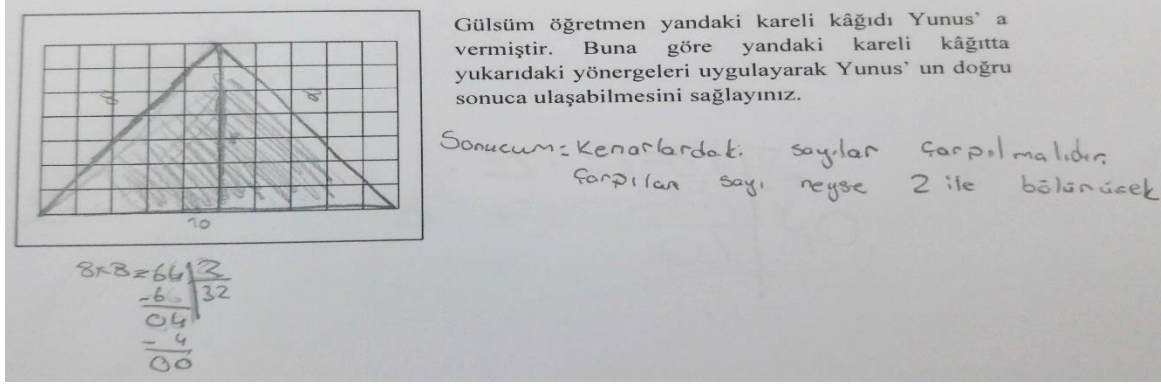 Gülsüm öğretmen yandaki kareli kâğıdı Yunus' a
vermiştir. Buna göre yandaki kareli kâğıtta
yukarıdaki yönergeleri uygulayarak Yunus' un doğru
sonuca ulaşabilmesini sağlayınız.
Sonucum = Kenarlardaki sayılar Çarpılmalıdır.
Çarpılan sayı neyse 2 ile bölünücek
8
8
10
8x8=64 2
-6 32
04
- 4
00